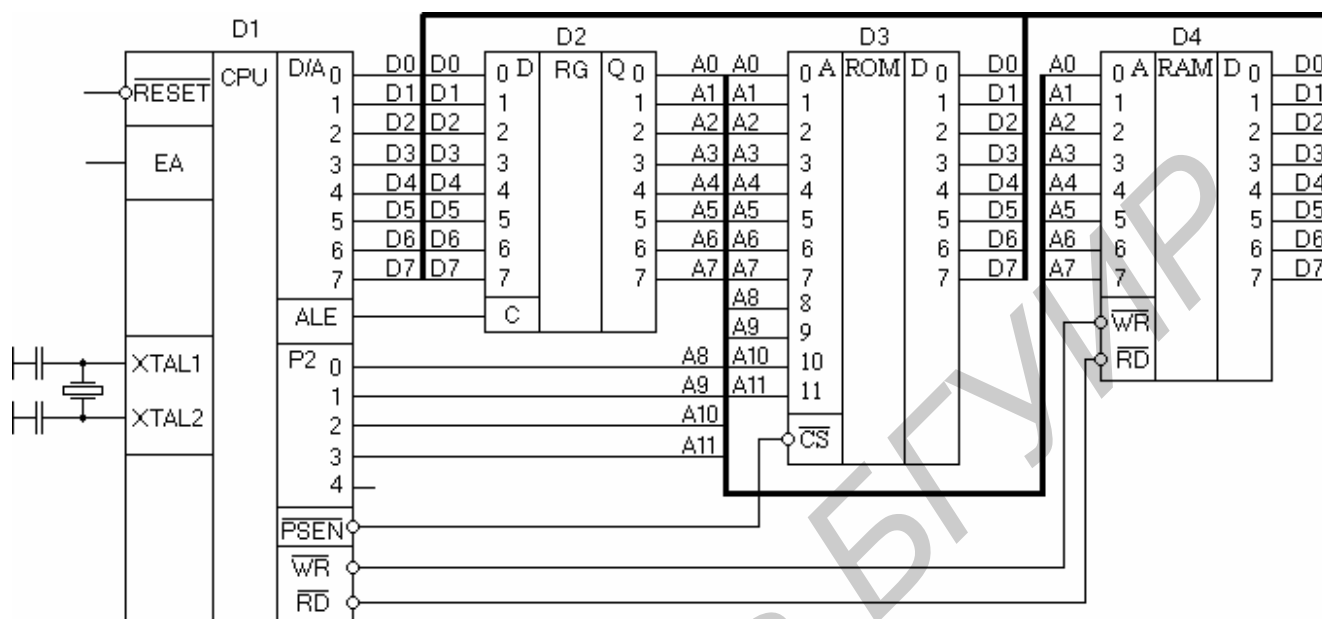 D1
D2
D3
D4
RESET CPU D/A 0
1
2
3
4
5
6
7
EA
ALE
XTAL1
XTAL2
P2 0
1
2
3
4
PSEN
WR
RD
D0 D0
D1 D1
D2 D2
D3 D3
D4 D4
D5 D5
D6 D6
D7 D7
0 D RG Q 0
1 1
2 2
3 3
4 4
5 5
6 6
7 7
C
A0 A0
A1 A1
A2 A2
A3 A3
A4 A4
A5 A5
A6 A6
A7 A7
A8
A9
A8 A10
A9 A11
A10
A11
0 A ROM D 0
1 1
2 2
3 3
4 4
5 5
6 6
7 7
8
9
10
11
CS
D0 A0
D1 A1
D2 A2
D3 A3
D4 A4
D5 A5
D6 A6
D7 A7
0 A RAM D 0
1 1
2 2
3 3
4 4
5 5
6 6
7 7
WR
RD
D0
D1
D2
D3
D4
D5
D6
D7
БГУИР